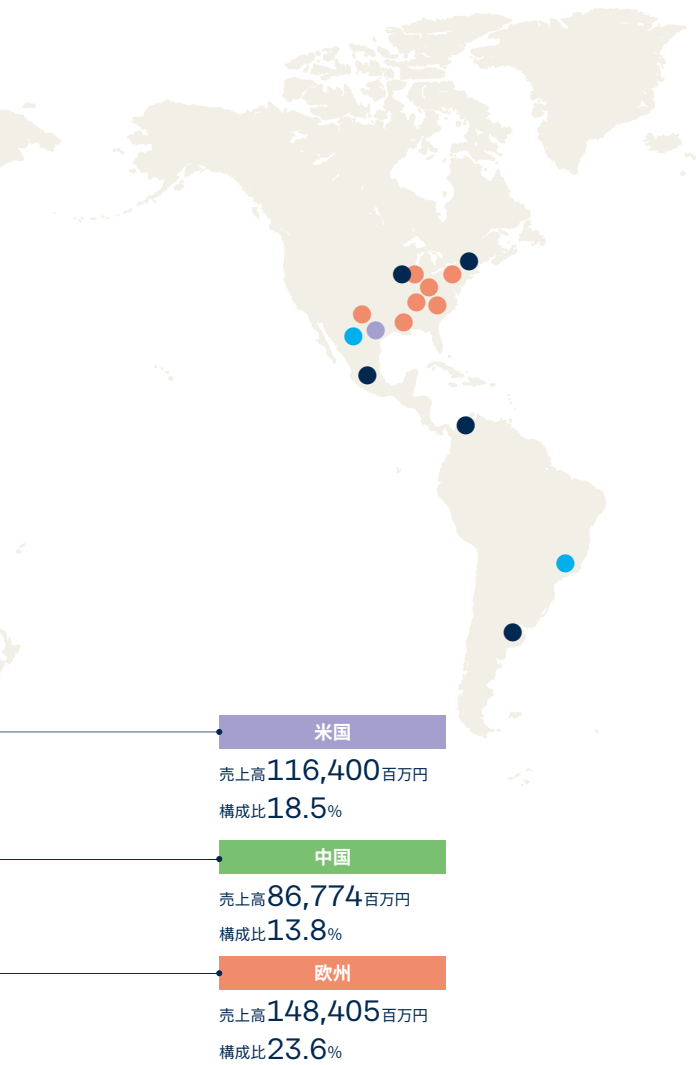 米国
売上高116,400百万円
構成比18.5%
中国
売上高86,774百万円
構成比13.8%
欧州
売上高148,405百万円
構成比23.6%